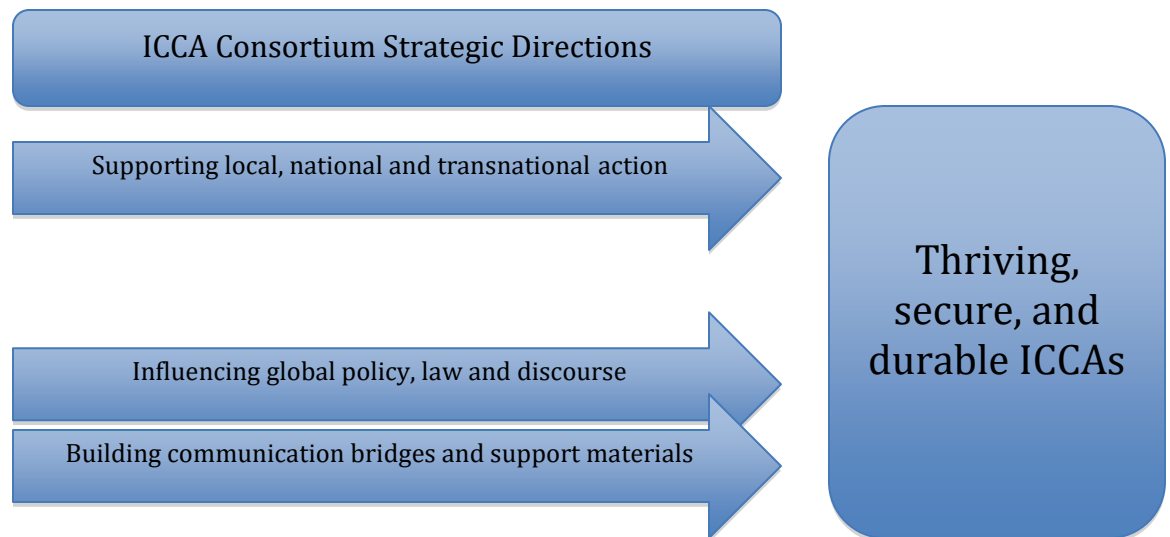 ICCA Consortium Strategic Directions
Supporting local, national and transnational action
Influencing global policy, law and discourse
Building communication bridges and support materials
Thriving,
secure, and
durable ICCAs